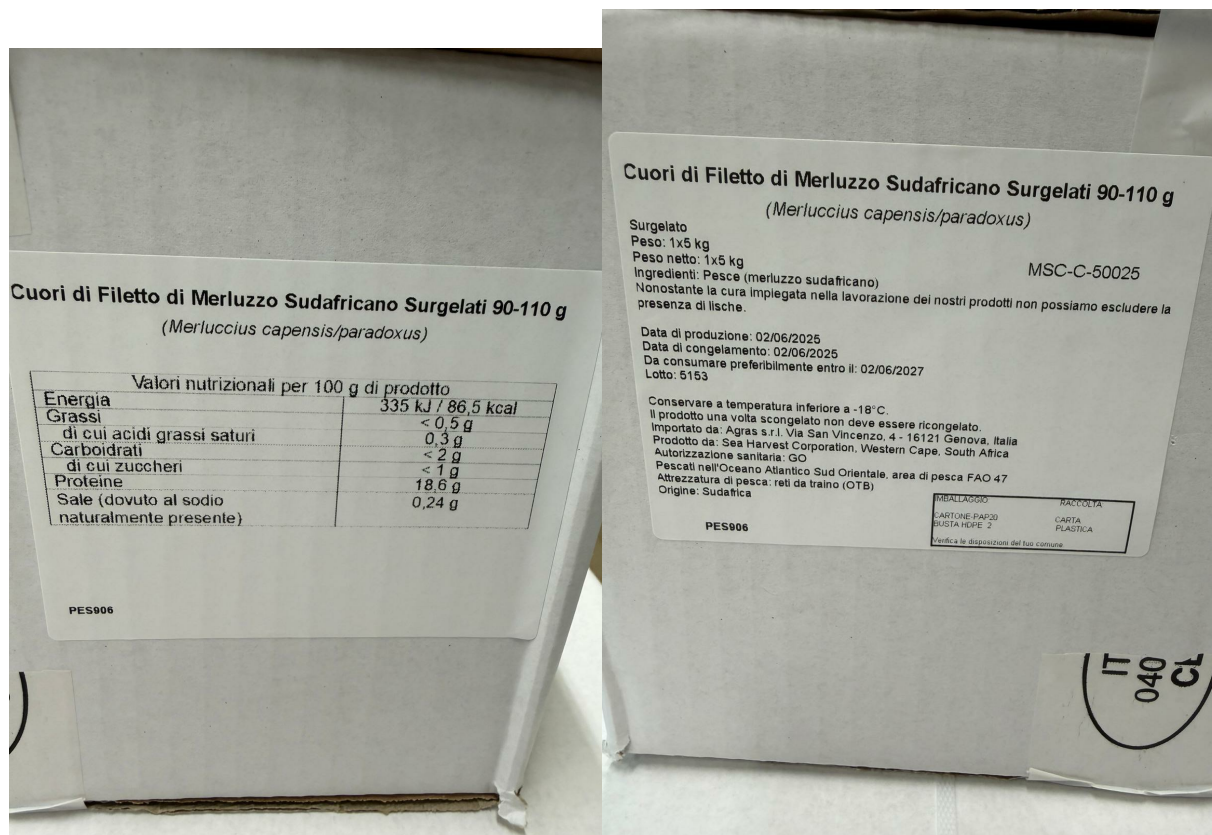 Cuori di Filetto di Merluzzo Sudafricano Surgelati 90-110 g
(Merluccius capensis/paradoxus)
Valori nutrizionali per 100 g di prodotto
Energia 335 kJ / 86,5 kcal
Grassi < 0,5 g
di cui acidi grassi saturi 0,3 g
Carboidrati < 2 g
di cui zuccheri < 1 g
Proteine 18,6 g
Sale (dovuto al sodio 0,24 g
naturalmente presente)
PES906
Cuori di Filetto di Merluzzo Sudafricano Surgelati 90-110 g
(Merluccius capensis/paradoxus)
Surgelato
Peso: 1x5 kg
Peso netto: 1x5 kg
MSC-C-50025
Ingredienti: Pesce (merluzzo sudafricano)
Nonostante la cura impiegata nella lavorazione dei nostri prodotti non possiamo escludere la
presenza di lische.
Data di produzione: 02/06/2025
Data di congelamento: 02/06/2025
Da consumare preferibilmente entro il: 02/06/2027
Lotto: 5153
Conservare a temperatura inferiore a -18°C.
Il prodotto una volta scongelato non deve essere ricongelato.
Importato da: Agras s.r.l. Via San Vincenzo, 4 - 16121 Genova, Italia
Prodotto da: Sea Harvest Corporation, Western Cape, South Africa
Autorizzazione sanitaria: GO
Pescati nell'Oceano Atlantico Sud Orientale, area di pesca FAO 47
Attrezzatura di pesca: reti da traino (OTB)
Origine: Sudafrica
IMBALLAGGIO RACCOLTA
CARTONE-PAP20 CARTA
BUSTA HDPE 2 PLASTICA
Verifica le disposizioni del tuo comune
PES906
IT
040